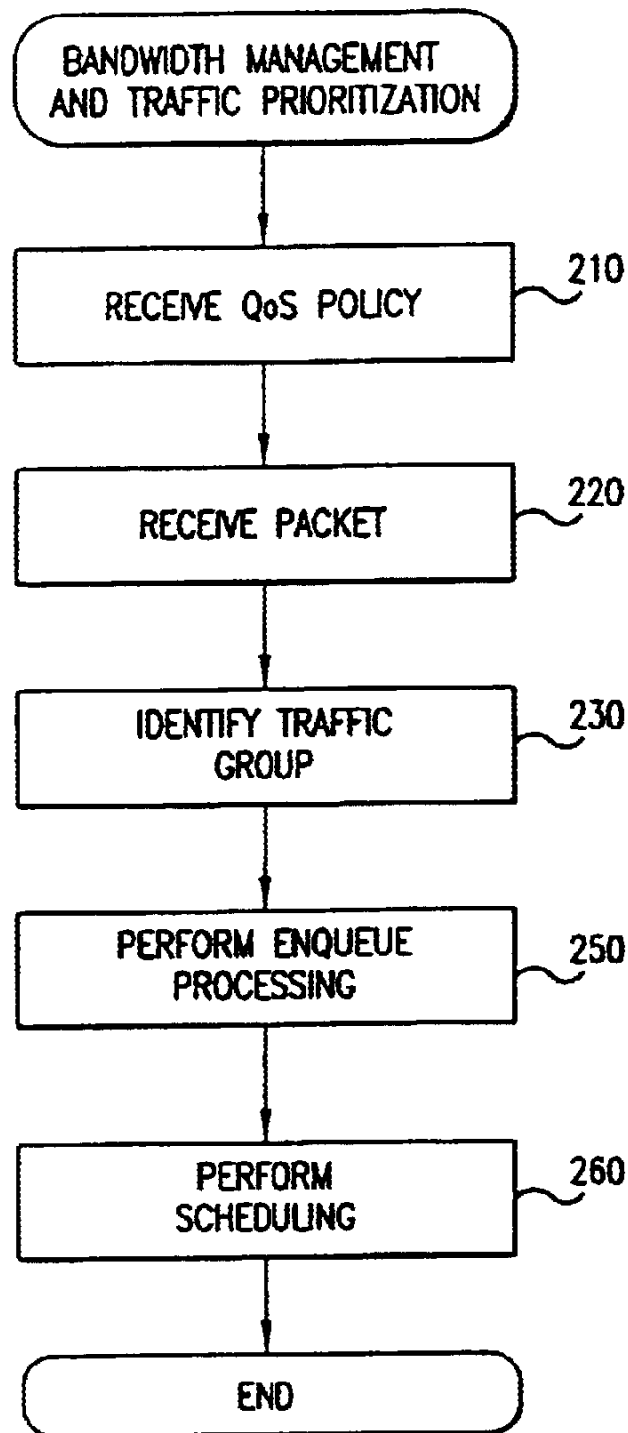 BANDWIDTH MANAGEMENT
AND TRAFFIC PRIORITIZATION
RECEIVE QoS POLICY
210
RECEIVE PACKET
220
IDENTIFY TRAFFIC
GROUP
230
PERFORM ENQUEUE
PROCESSING
250
PERFORM
SCHEDULING
260
END